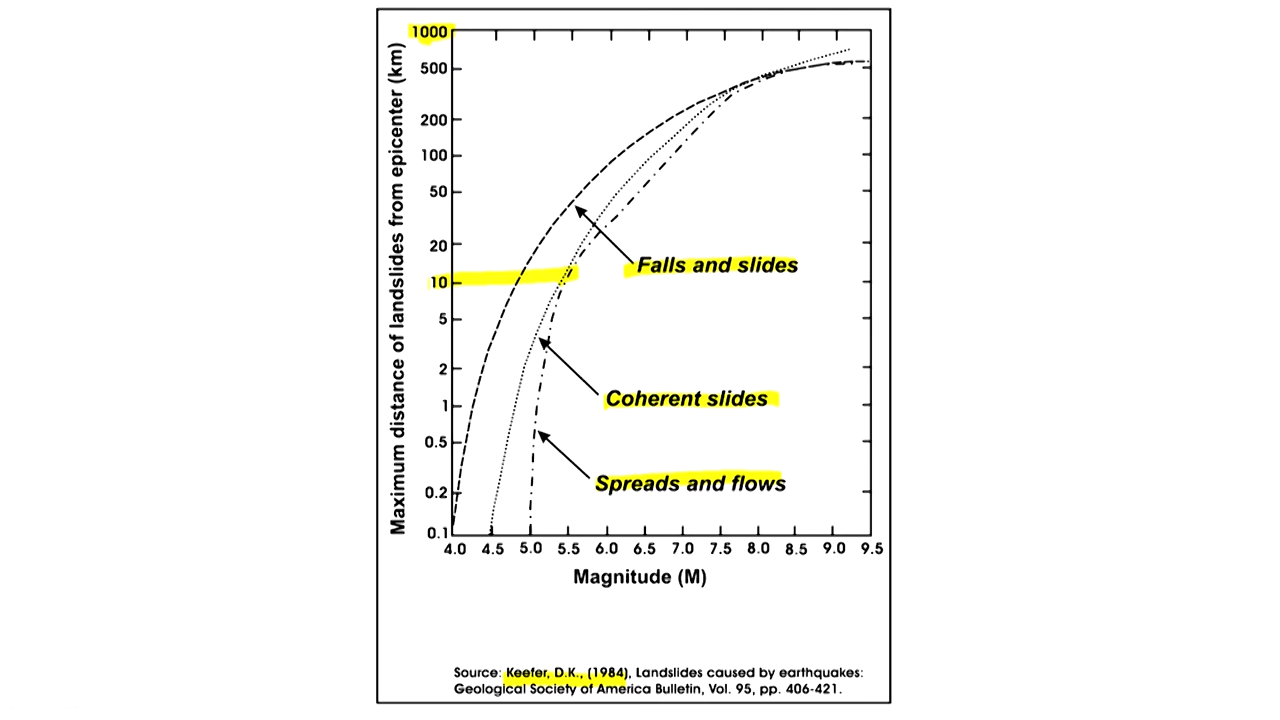 Maximum distance of landslides from epicenter (km)
1000
500
200
100
50
20
10
5
2
1
0.5
0.2
0.1
Falls and slides
Coherent slides
Spreads and flows
4.0 4.5 5.0 5.5 6.0 6.5 7.0 7.5 8.0 8.5 9.0 9.5
Magnitude (M)
Source: Keefer, D.K., (1984), Landslides caused by earthquakes:
Geological Society of America Bulletin, Vol. 95, pp. 406-421.